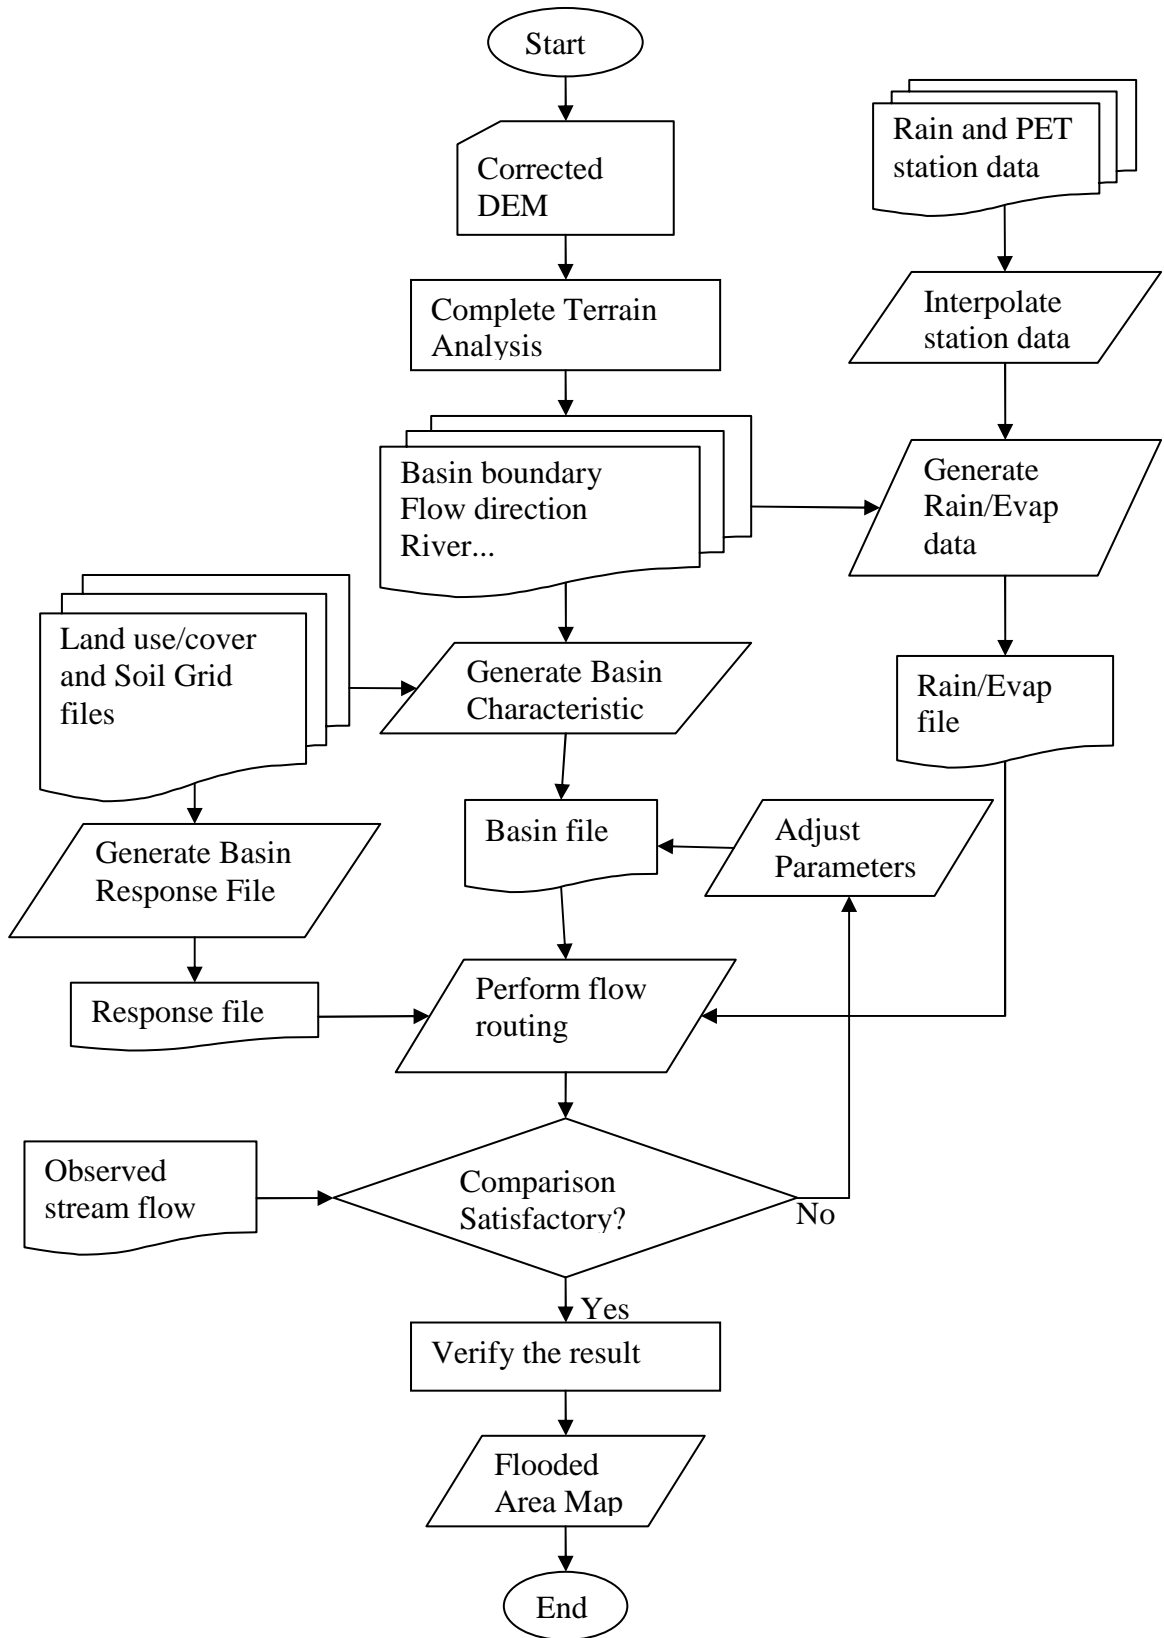 Start
Rain and PET
station data
Corrected
DEM
Interpolate
station data
Complete Terrain
Analysis
Basin boundary
Flow direction
River...
Generate
Rain/Evap
data
Land use/cover
and Soil Grid
files
Generate Basin
Characteristic
Rain/Evap
file
Basin file
Adjust
Parameters
Generate Basin
Response File
Response file
Perform flow
routing
Observed
stream flow
Comparison
Satisfactory?
No
Yes
Verify the result
Flooded
Area Map
End